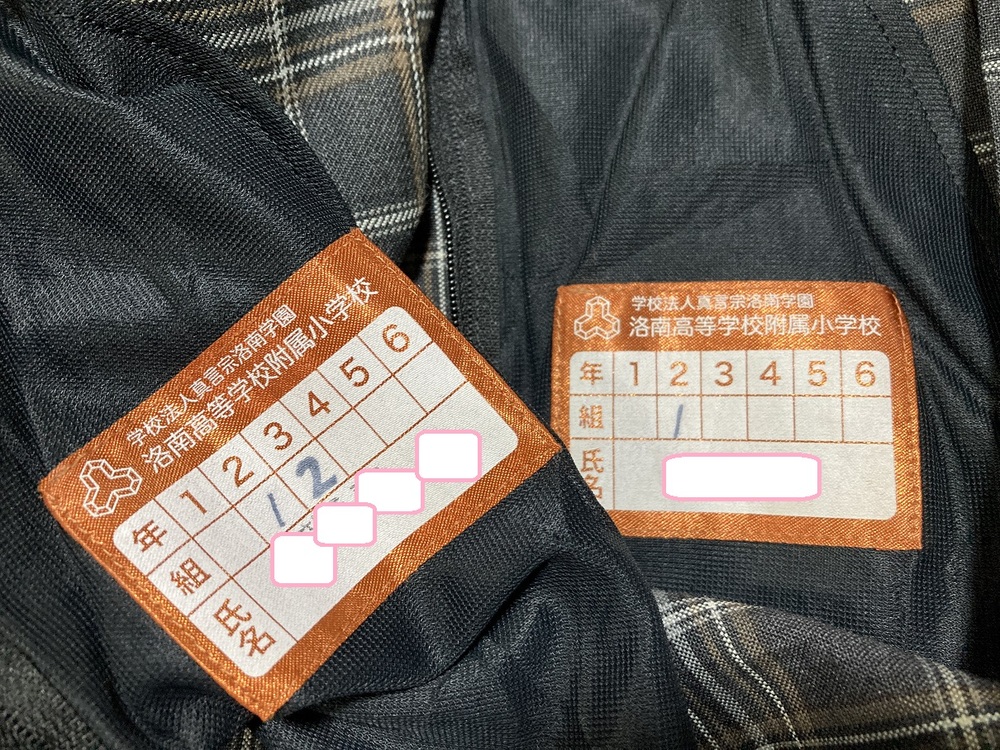 学校法人真言宗洛南学園
洛南高等学校附属小学校
年 1 2 3 4 5 6
組 1 2
氏名
学校法人真言宗洛南学園
洛南高等学校附属小学校
年 1 2 3 4 5 6
組 1
氏名